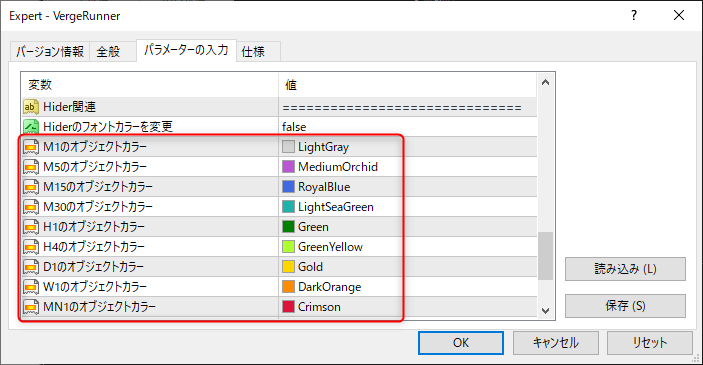 Expert - VergeRunner
バージョン情報 全般 パラメーターの入力 仕様
変数 値
Hider関連 ==============================
Hiderのフォントカラーを変更 false
M1のオブジェクトカラー LightGray
M5のオブジェクトカラー MediumOrchid
M15のオブジェクトカラー RoyalBlue
M30のオブジェクトカラー LightSeaGreen
H1のオブジェクトカラー Green
H4のオブジェクトカラー GreenYellow
D1のオブジェクトカラー Gold
W1のオブジェクトカラー DarkOrange
MN1のオブジェクトカラー Crimson
読み込み (L)
保存 (S)
OK キャンセル リセット